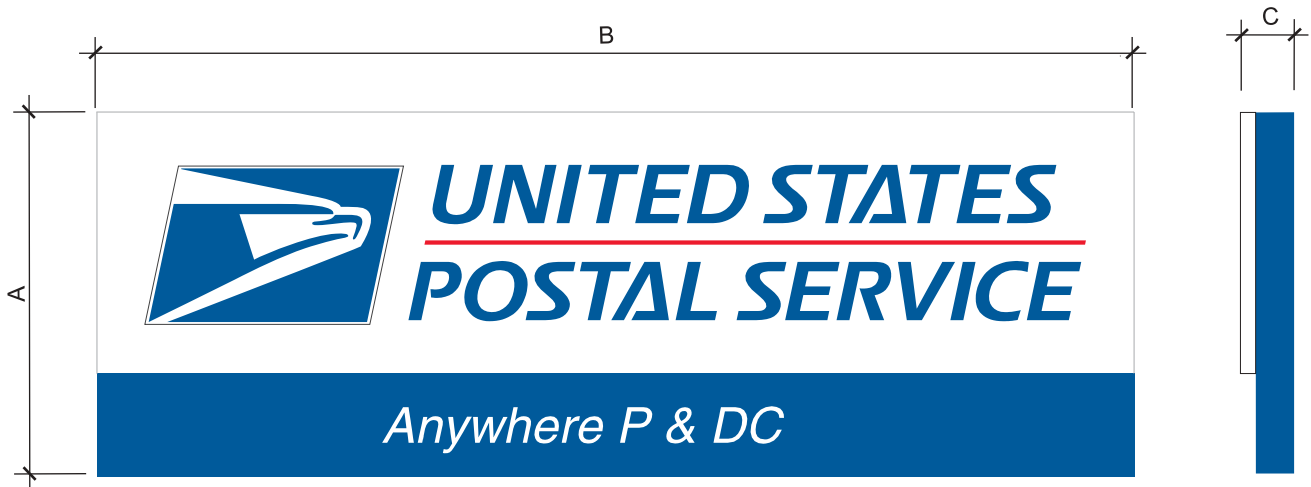 B
C
A
UNITED STATES
POSTAL SERVICE
Anywhere P & DC